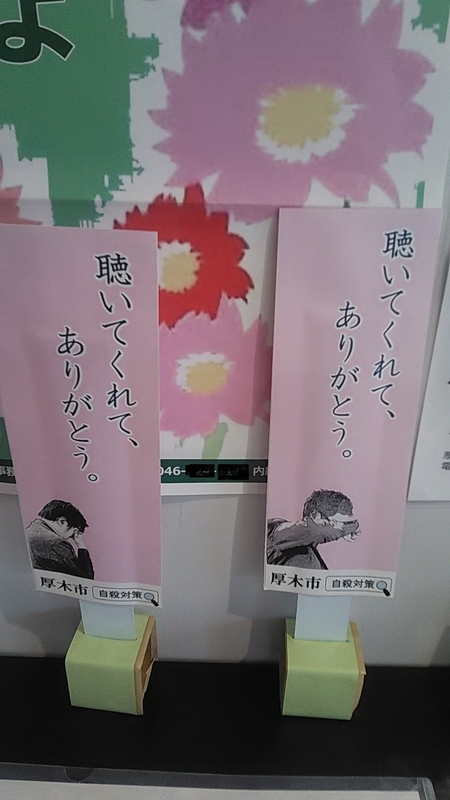 よ
聴いてくれて、
ありがとう。
厚木市 自殺対策
聴いてくれて、
ありがとう。
厚木市 自殺対策
046-
内線